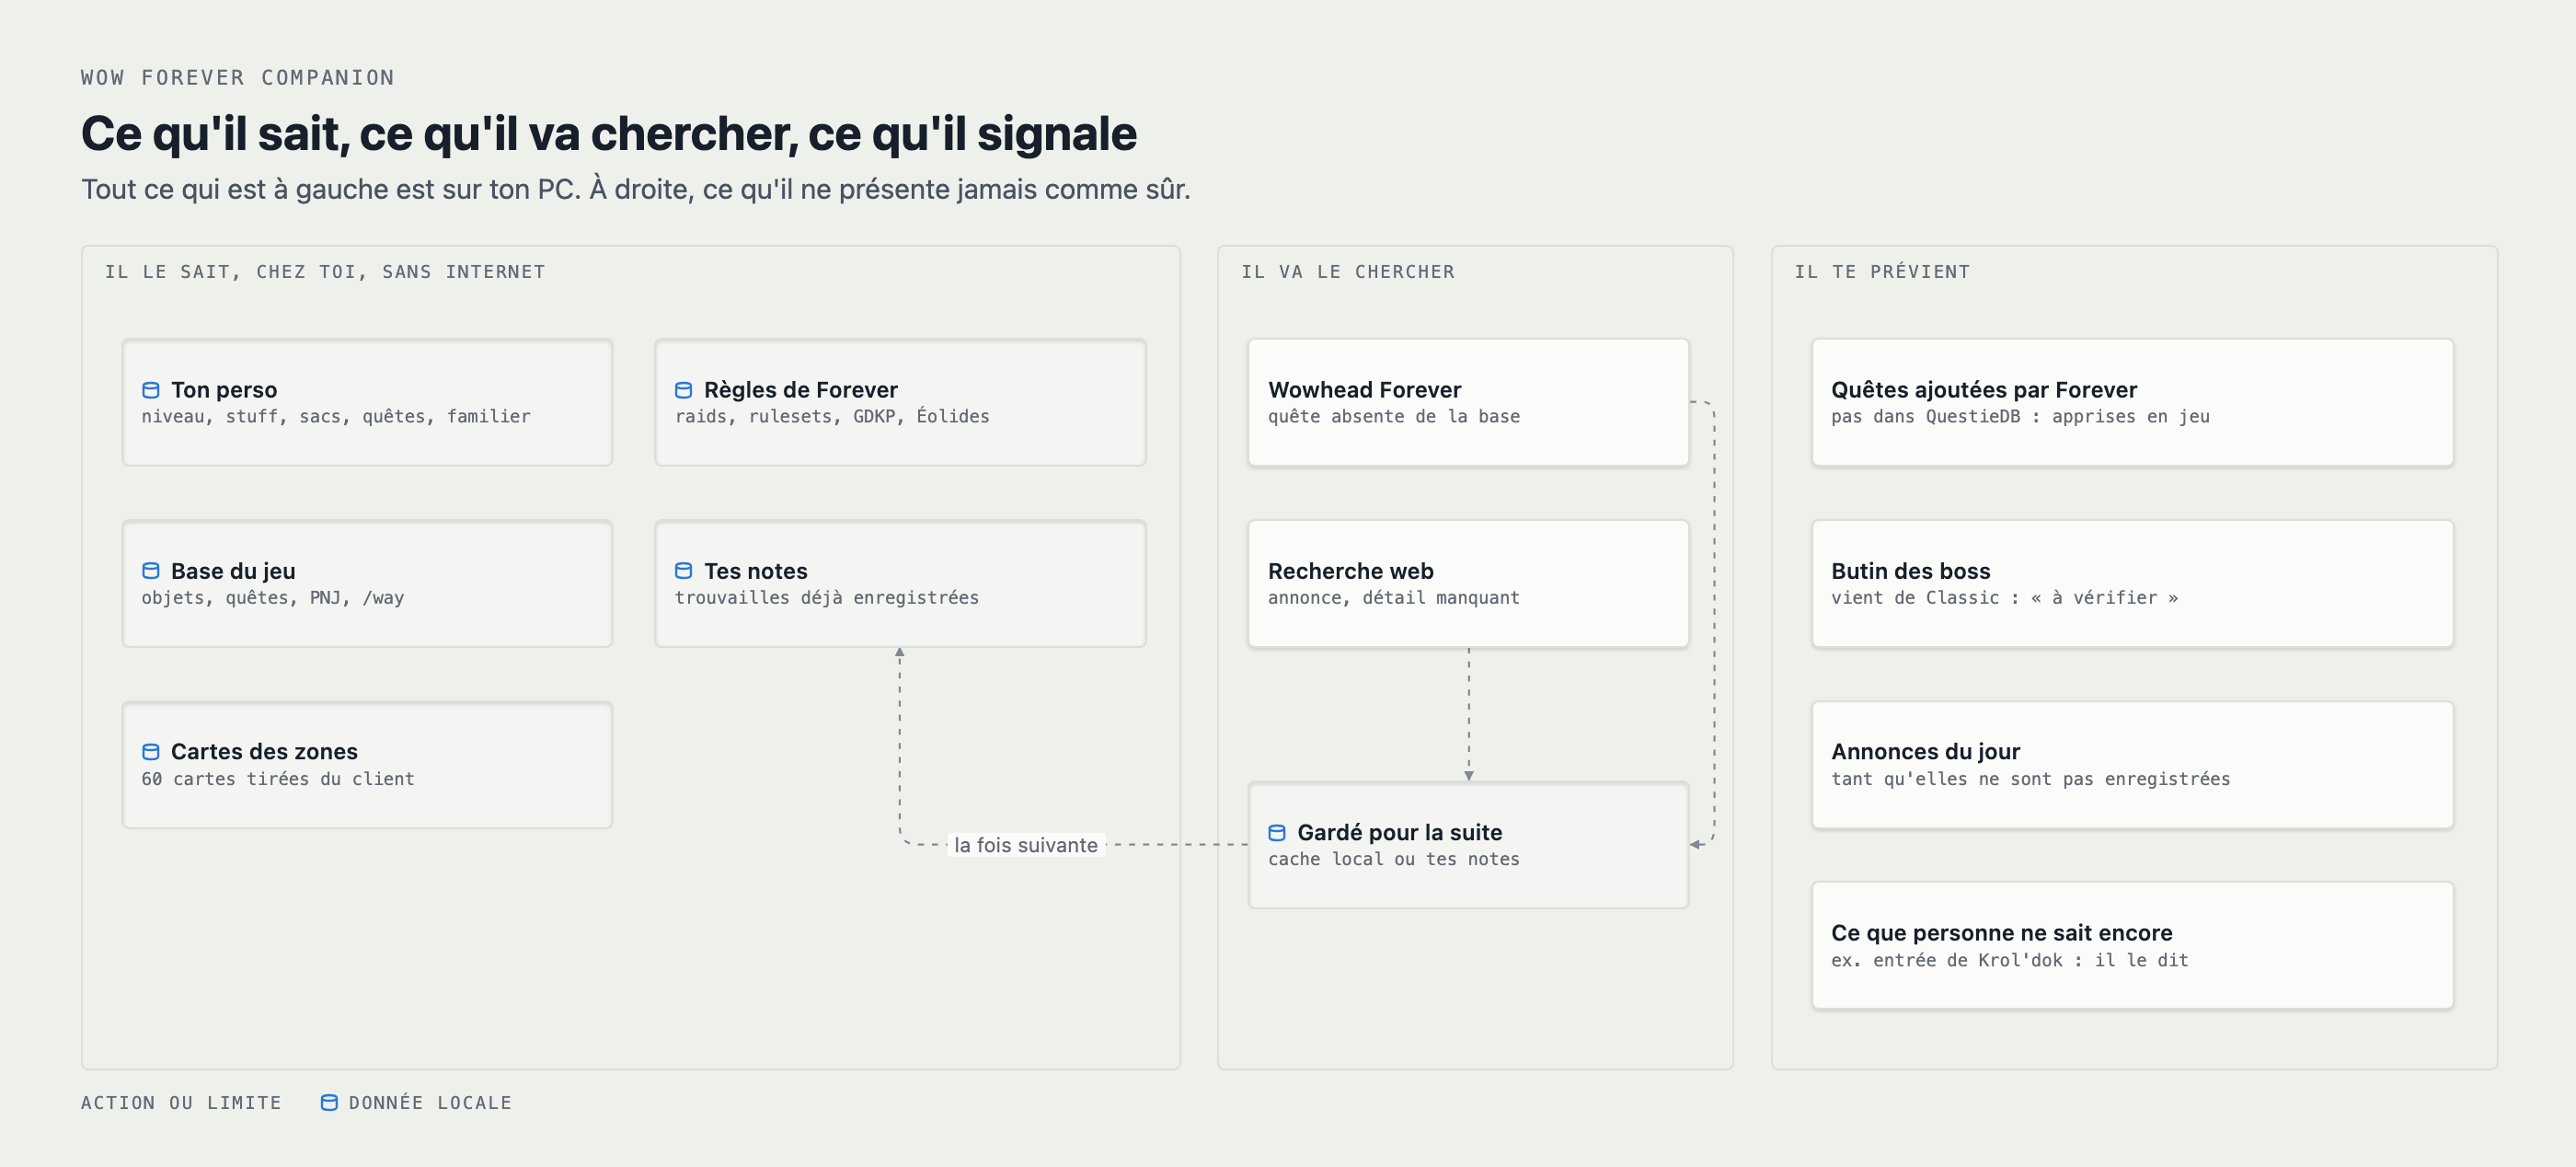 WOW FOREVER COMPANION
Ce qu'il sait, ce qu'il va chercher, ce qu'il signale
Tout ce qui est à gauche est sur ton PC. À droite, ce qu'il ne présente jamais comme sûr.
IL LE SAIT, CHEZ TOI, SANS INTERNET
Ton perso
niveau, stuff, sacs, quêtes, familier
Règles de Forever
raids, rulesets, GDKP, Éolides
Base du jeu
objets, quêtes, PNJ, /way
Tes notes
trouvailles déjà enregistrées
Cartes des zones
60 cartes tirées du client
la fois suivante
IL VA LE CHERCHER
Wowhead Forever
quête absente de la base
Recherche web
annonce, détail manquant
Gardé pour la suite
cache local ou tes notes
IL TE PRÉVIENT
Quêtes ajoutées par Forever
pas dans QuestieDB : apprises en jeu
Butin des boss
vient de Classic : « à vérifier »
Annonces du jour
tant qu'elles ne sont pas enregistrées
Ce que personne ne sait encore
ex. entrée de Krol'dok : il le dit
ACTION OU LIMITE
DONNÉE LOCALE